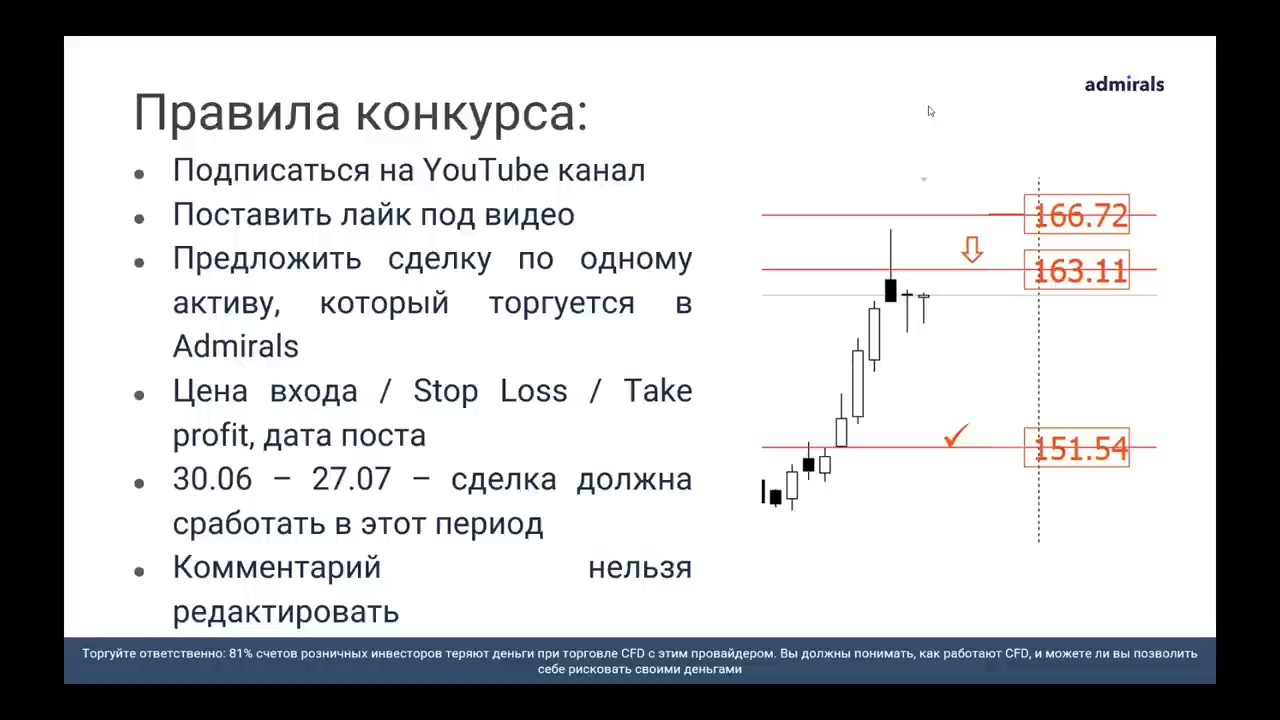 admirals
Правила конкурса:
Подписаться на YouTube канал
Поставить лайк под видео
Предложить сделку по одному
активу, который торгуется в
Admirals
Цена входа / Stop Loss / Take
profit, дата поста
30.06 – 27.07 – сделка должна
сработать в этот период
Комментарий нельзя
редактировать
166.72
163.11
151.54
Торгуйте ответственно: 81% счетов розничных инвесторов теряют деньги при торговле CFD с этим провайдером. Вы должны понимать, как работают CFD, и можете ли вы позволить
себе рисковать своими деньгами